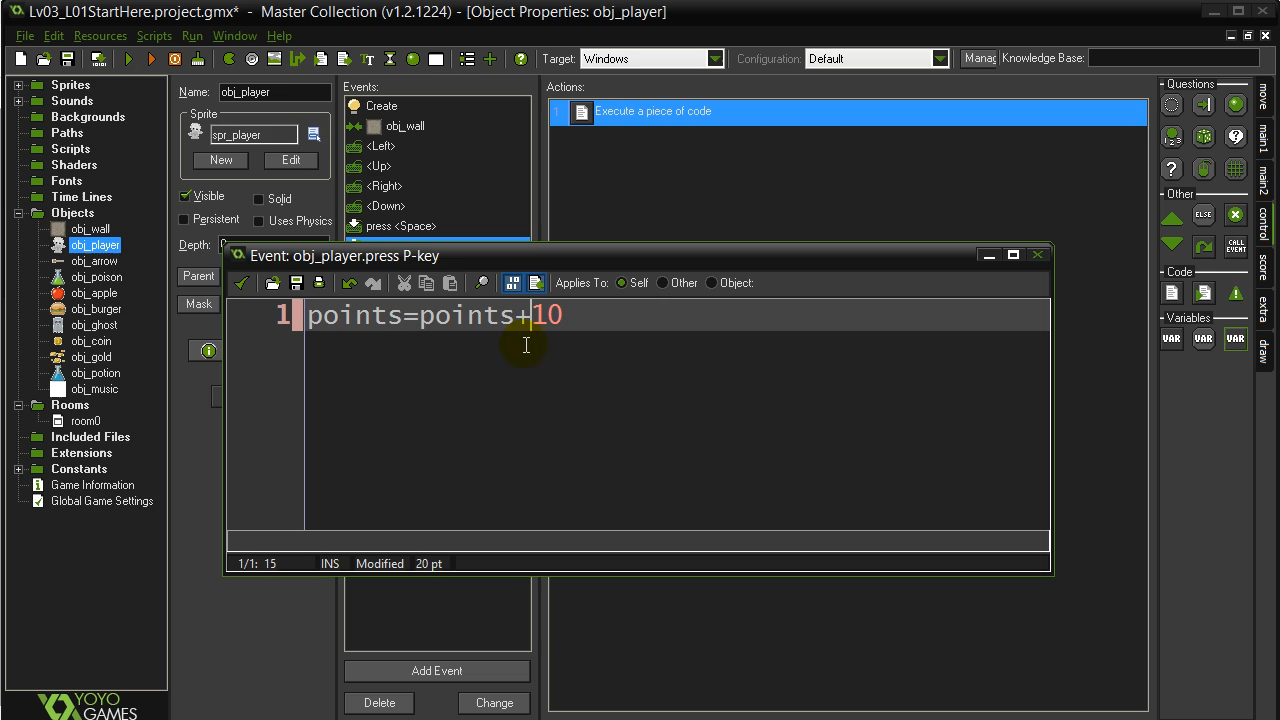 Lv03_L01StartHere.project.gmx* - Master Collection (v1.2.1224) - [Object Properties: obj_player]
File Edit Resources Scripts Run Window Help
Target: Windows Configuration: Default Manag Knowledge Base:
Sprites
Sounds
Backgrounds
Paths
Scripts
Shaders
Fonts
Time Lines
Objects
obj_wall
obj_player
obj_arrow
obj_poison
obj_apple
obj_burger
obj_ghost
obj_coin
obj_gold
obj_potion
obj_music
Rooms
room0
Included Files
Extensions
Constants
Game Information
Global Game Settings
YOYO
GAMES
Name: obj_player
Sprite
spr_player
New Edit
Visible Solid
Persistent Uses Physics
Depth:
Parent
Mask
Events:
Create
obj_wall
<Left>
<Up>
<Right>
<Down>
press <Space>
Add Event
Delete Change
Actions:
1 Execute a piece of code
Event: obj_player.press P-key
Applies To: Self Other Object:
1 points=points+10
1/1: 15 INS Modified 20 pt
Questions
Other
ELSE
CALL EVENT
Code
Variables
VAR VAR VAR
move
main1
main2
control
score
extra
draw